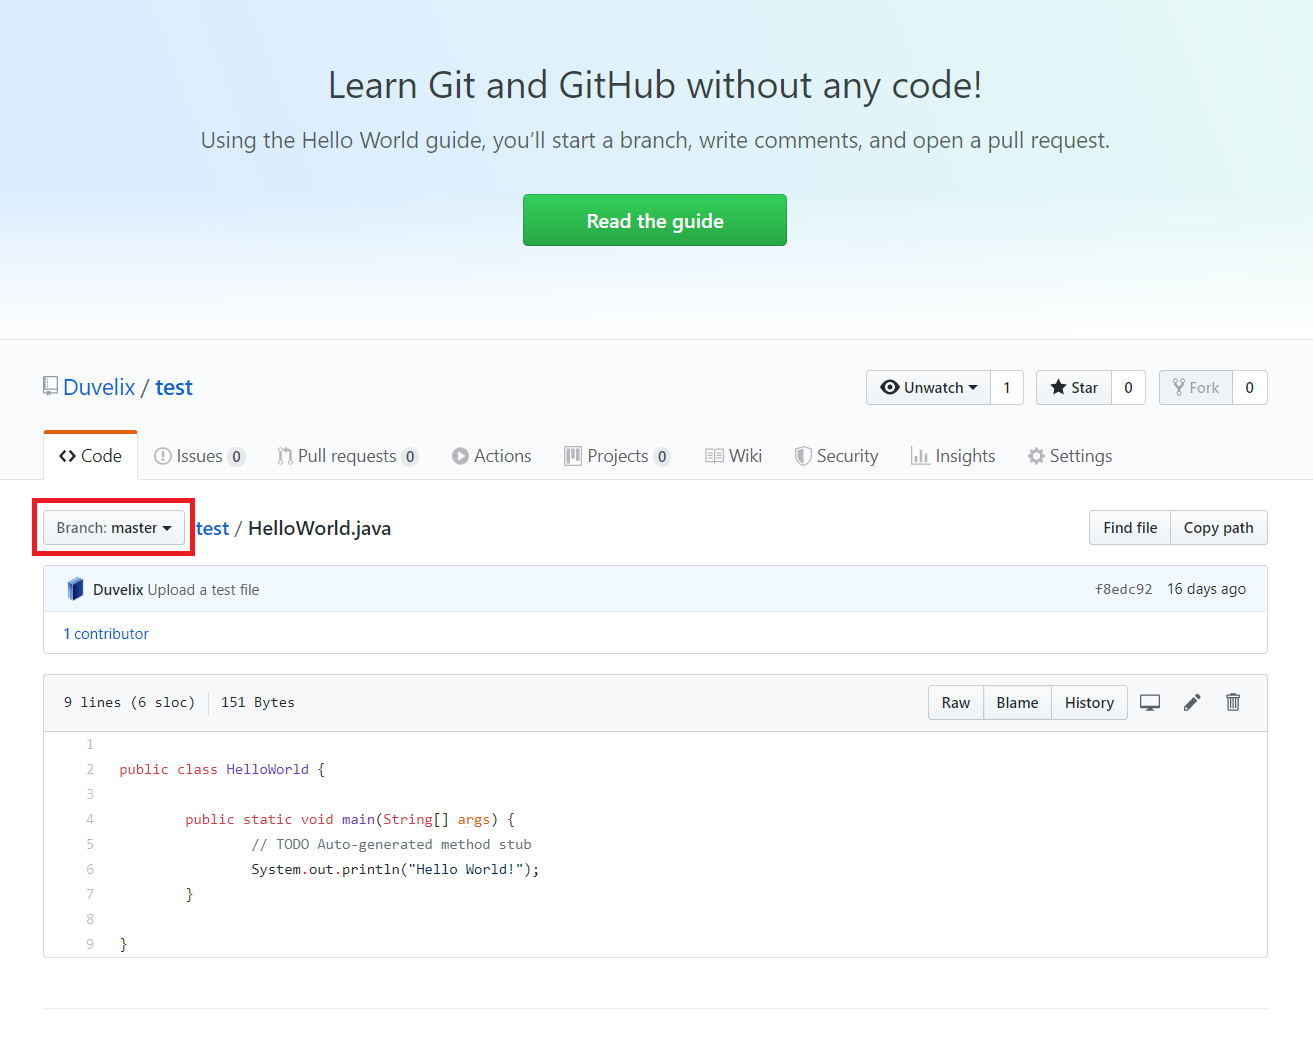 Learn Git and GitHub without any code!
Using the Hello World guide, you’ll start a branch, write comments, and open a pull request.
Read the guide
Duvelix / test
Unwatch 1 Star 0 Fork 0
Code Issues 0 Pull requests 0 Actions Projects 0 Wiki Security Insights Settings
Branch: master test / HelloWorld.java Find file Copy path
Duvelix Upload a test file f8edc92 16 days ago
1 contributor
9 lines (6 sloc) 151 Bytes Raw Blame History
1
2 public class HelloWorld {
3
4 public static void main(String[] args) {
5 // TODO Auto-generated method stub
6 System.out.println("Hello World!");
7 }
8
9 }